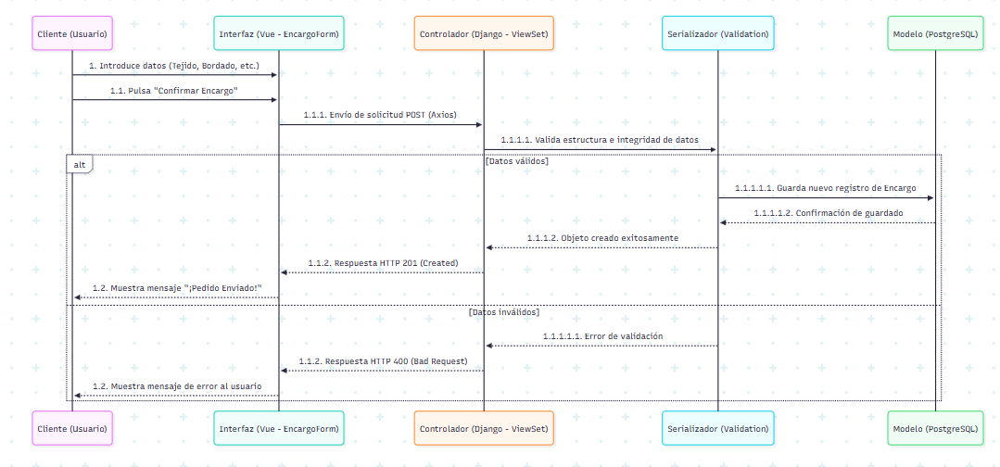 Cliente (Usuario)
Interfaz (Vue - EncargoForm)
Controlador (Django - ViewSet)
Serializador (Validation)
Modelo (PostgreSQL)
1. Introduce datos (Tejido, Bordado, etc.)
1.1. Pulsa "Confirmar Encargo"
1.1.1. Envío de solicitud POST (Axios)
1.1.1.1. Valida estructura e integridad de datos
alt
[Datos válidos]
1.1.1.1.1. Guarda nuevo registro de Encargo
1.1.1.1.2. Confirmación de guardado
1.1.1.2. Objeto creado exitosamente
1.1.2. Respuesta HTTP 201 (Created)
1.2. Muestra mensaje "¡Pedido Enviado!"
[Datos inválidos]
1.1.1.1.1. Error de validación
1.1.2. Respuesta HTTP 400 (Bad Request)
1.2. Muestra mensaje de error al usuario
Cliente (Usuario)
Interfaz (Vue - EncargoForm)
Controlador (Django - ViewSet)
Serializador (Validation)
Modelo (PostgreSQL)